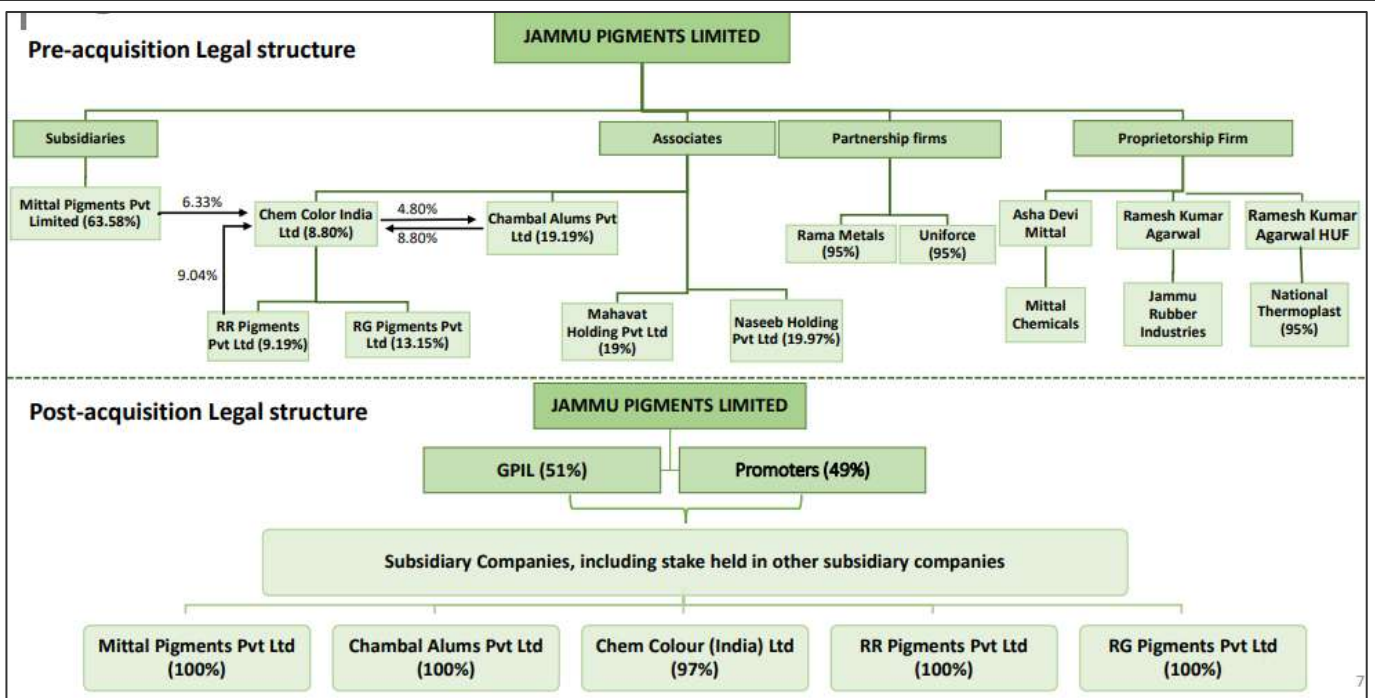 JAMMU PIGMENTS LIMITED
Pre-acquisition Legal structure
Subsidiaries
Associates
Partnership firms
Proprietorship Firm
Mittal Pigments Pvt
Limited (63.58%)
6.33%
Chem Color India
Ltd (8.80%)
4.80%
8.80%
Chambal Alums Pvt
Ltd (19.19%)
Rama Metals
(95%)
Uniforce
(95%)
Asha Devi
Mittal
Ramesh Kumar
Agarwal
Ramesh Kumar
Agarwal HUF
9.04%
RR Pigments
Pvt Ltd (9.19%)
RG Pigments Pvt
Ltd (13.15%)
Mahavat
Holding Pvt Ltd
(19%)
Naseeb Holding
Pvt Ltd (19.97%)
Mittal
Chemicals
Jammu
Rubber
Industries
National
Thermoplast
(95%)
Post-acquisition Legal structure
JAMMU PIGMENTS LIMITED
GPIL (51%)
Promoters (49%)
Subsidiary Companies, including stake held in other subsidiary companies
Mittal Pigments Pvt Ltd
(100%)
Chambal Alums Pvt Ltd
(100%)
Chem Colour (India) Ltd
(97%)
RR Pigments Pvt Ltd
(100%)
RG Pigments Pvt Ltd
(100%)
7